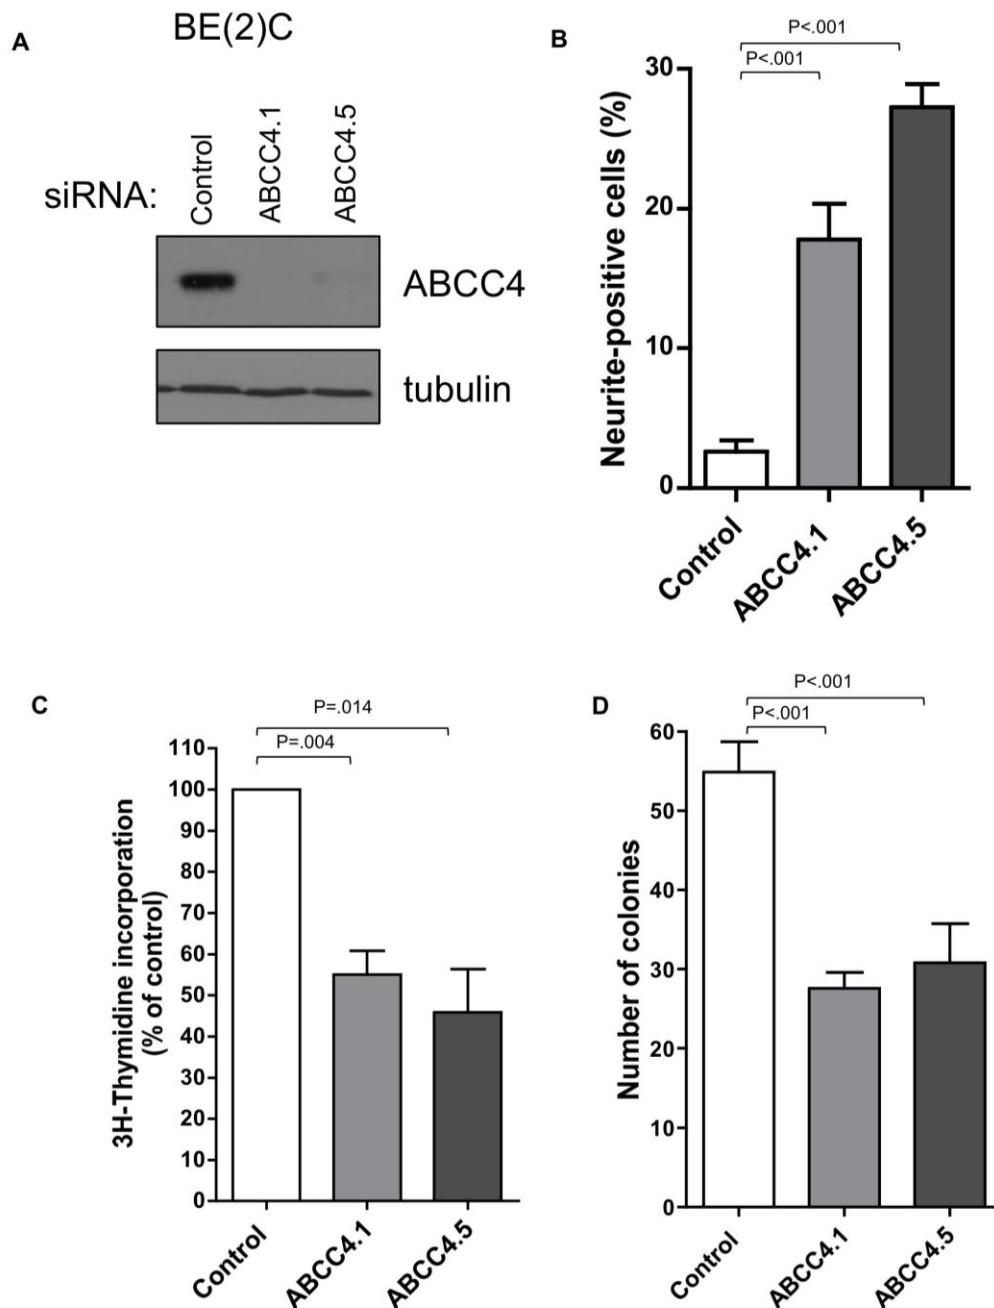 A
BE(2)C
siRNA:
Control
ABCC4.1
ABCC4.5
ABCC4
tubulin
B
P<.001
P<.001
Neurite-positive cells (%)
30
20
10
0
Control
ABCC4.1
ABCC4.5
C
P=.014
P=.004
3H-Thymidine incorporation
(% of control)
110
100
90
80
70
60
50
40
30
20
10
0
Control
ABCC4.1
ABCC4.5
D
P<.001
P<.001
Number of colonies
60
50
40
30
20
10
0
Control
ABCC4.1
ABCC4.5